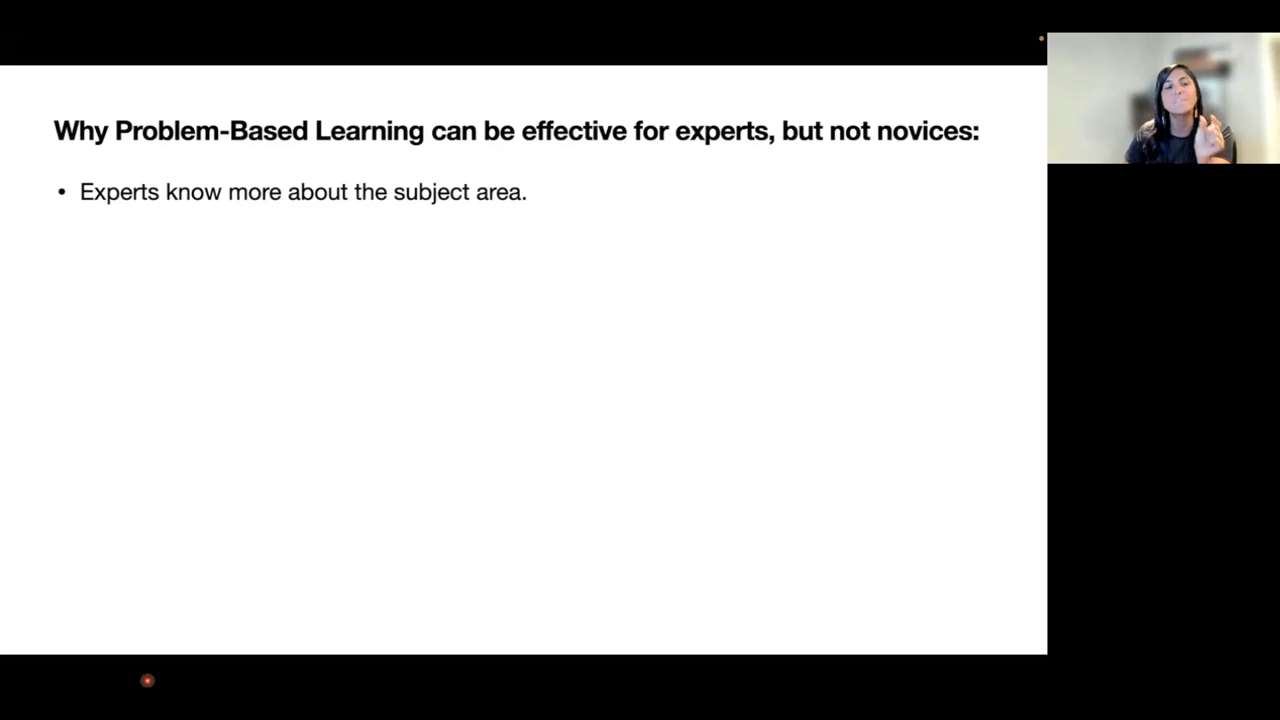 Why Problem-Based Learning can be effective for experts, but not novices:
• Experts know more about the subject area.